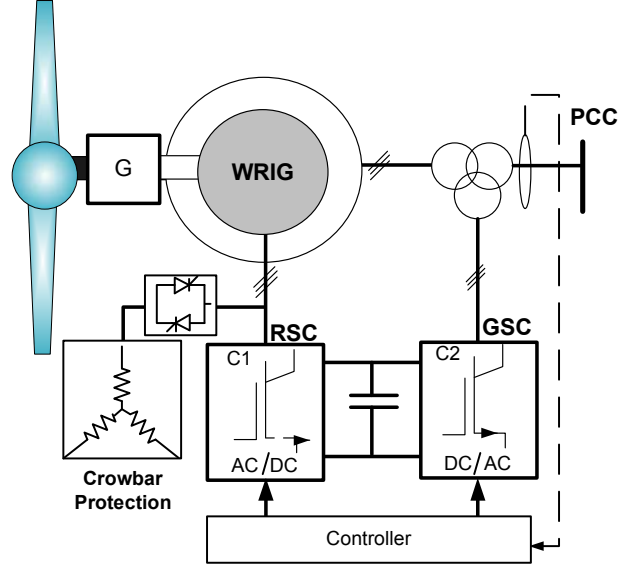 PCC
G
WRIG
RSC
GSC
C1
C2
AC/DC
DC/AC
Crowbar
Protection
Controller